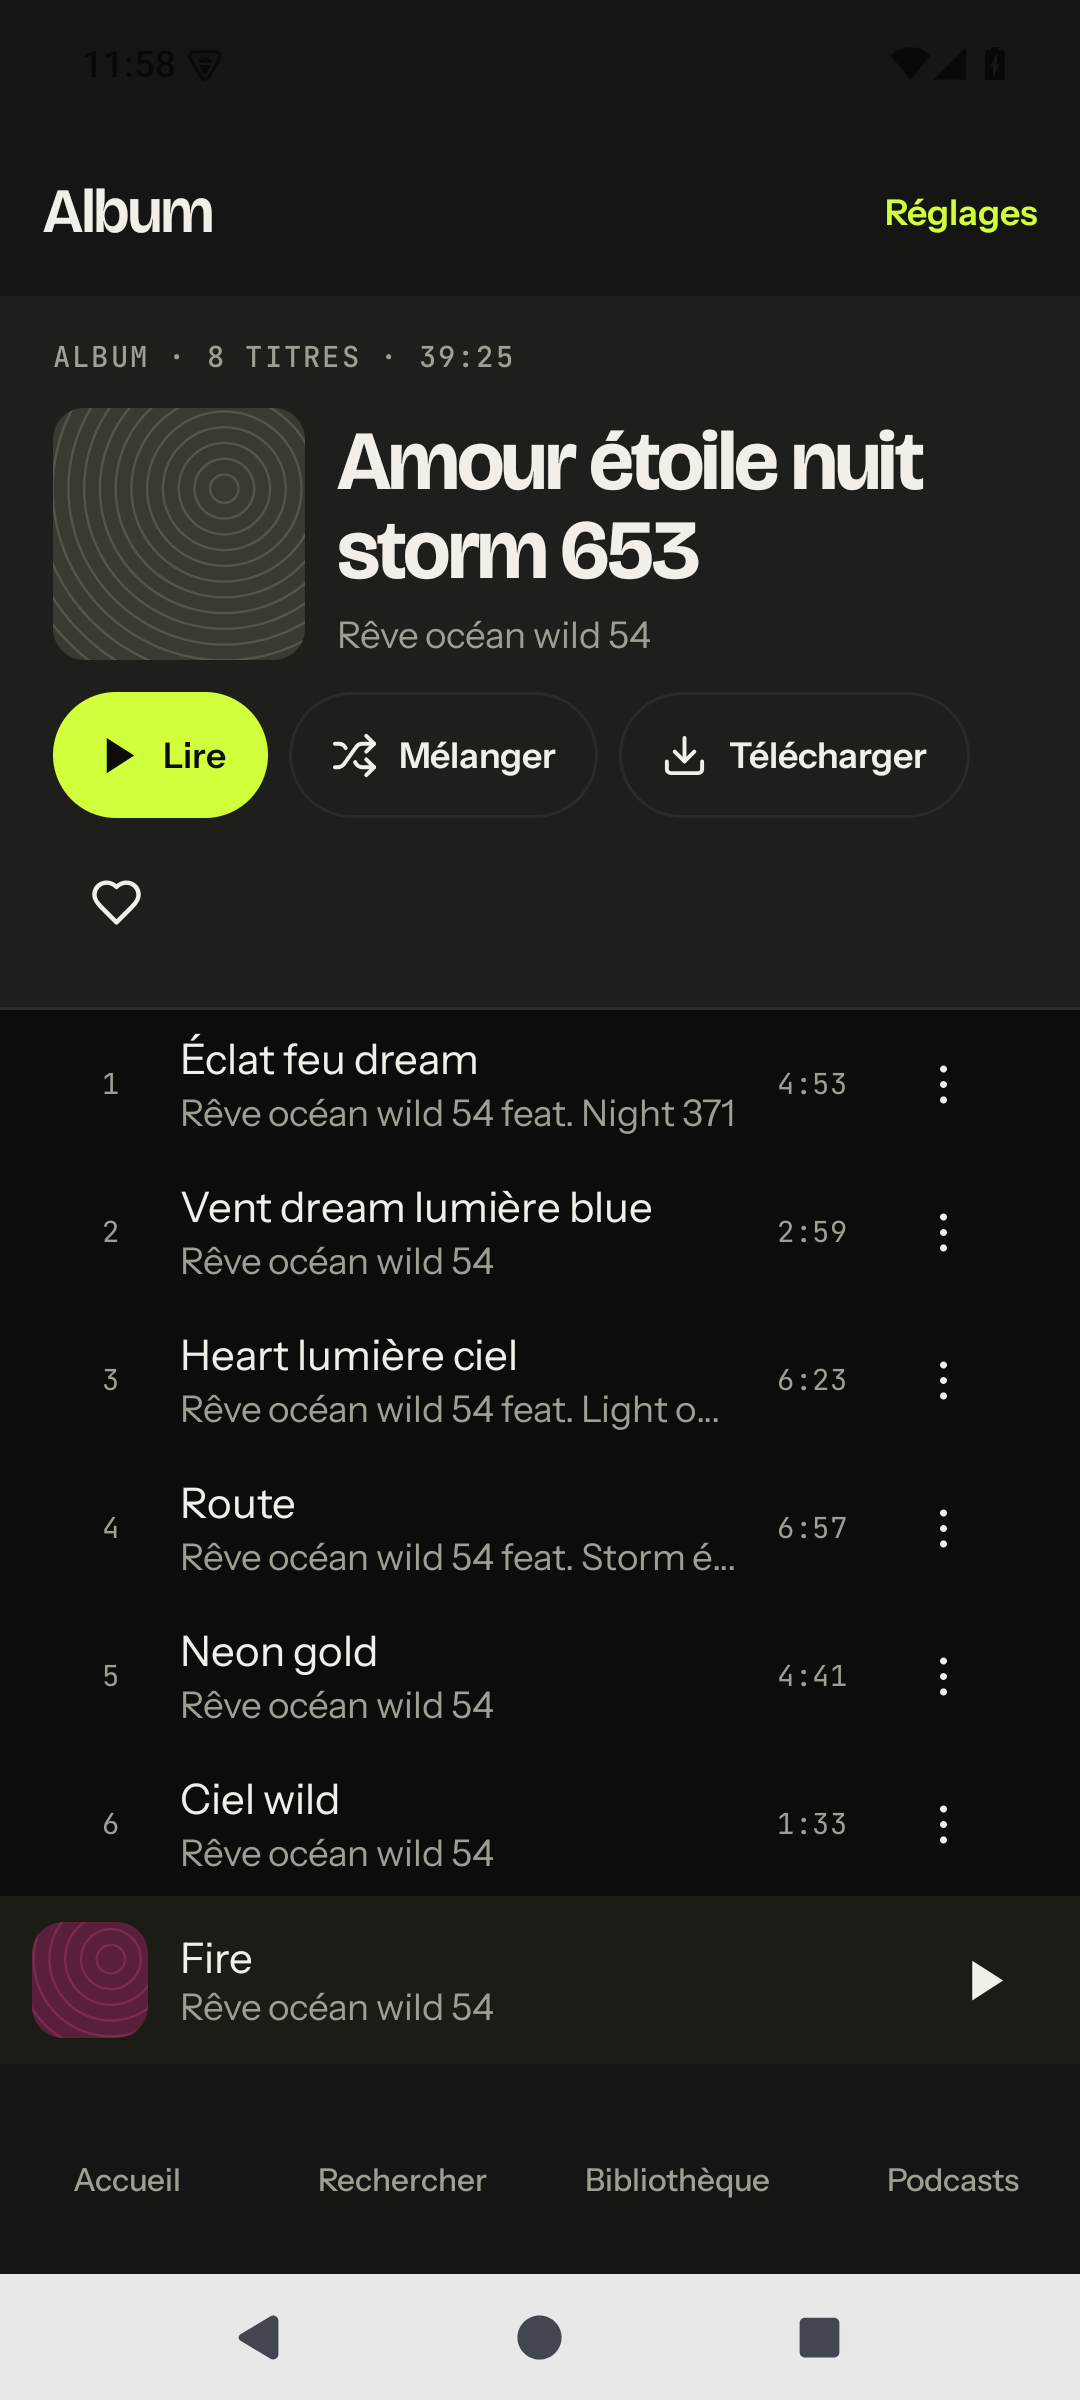 11:58
Album
Réglages
ALBUM · 8 TITRES · 39:25
Amour étoile nuit
storm 653
Rêve océan wild 54
Lire
Mélanger
Télécharger
1
Éclat feu dream
Rêve océan wild 54 feat. Night 371
4:53
2
Vent dream lumière blue
Rêve océan wild 54
2:59
3
Heart lumière ciel
Rêve océan wild 54 feat. Light o...
6:23
4
Route
Rêve océan wild 54 feat. Storm é...
6:57
5
Neon gold
Rêve océan wild 54
4:41
6
Ciel wild
Rêve océan wild 54
1:33
Fire
Rêve océan wild 54
Accueil
Rechercher
Bibliothèque
Podcasts